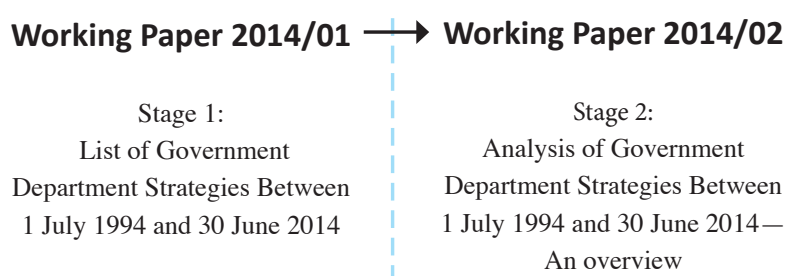 Working Paper 2014/01
Stage 1:
List of Government
Department Strategies Between
1 July 1994 and 30 June 2014
Working Paper 2014/02
Stage 2:
Analysis of Government
Department Strategies Between
1 July 1994 and 30 June 2014—
An overview